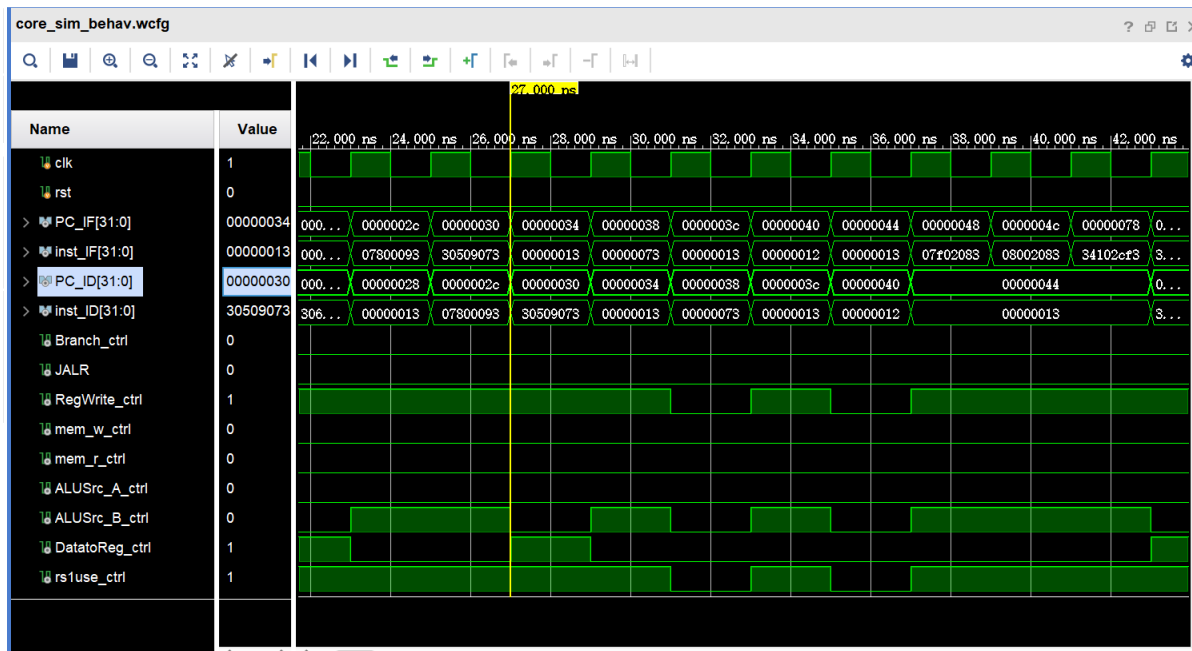 core_sim_behav.wcfg
27.000 ns
Name Value
22.000 ns 24.000 ns 26.000 ns 28.000 ns 30.000 ns 32.000 ns 34.000 ns 36.000 ns 38.000 ns 40.000 ns 42.000 ns
clk 1
rst 0
PC_IF[31:0] 00000034 000... 0000002c 00000030 00000034 00000038 0000003c 00000040 00000044 00000048 0000004c 00000078 0...
inst_IF[31:0] 00000013 000... 07800093 30509073 00000013 00000073 00000013 00000012 00000013 07f02083 08002083 34102cf3 3...
PC_ID[31:0] 00000030 000... 00000028 0000002c 00000030 00000034 00000038 0000003c 00000040 00000044 0...
inst_ID[31:0] 30509073 306... 00000013 07800093 30509073 00000013 00000073 00000013 00000012 00000013 3...
Branch_ctrl 0
JALR 0
RegWrite_ctrl 1
mem_w_ctrl 0
mem_r_ctrl 0
ALUSrc_A_ctrl 0
ALUSrc_B_ctrl 0
DatatoReg_ctrl 1
rs1use_ctrl 1